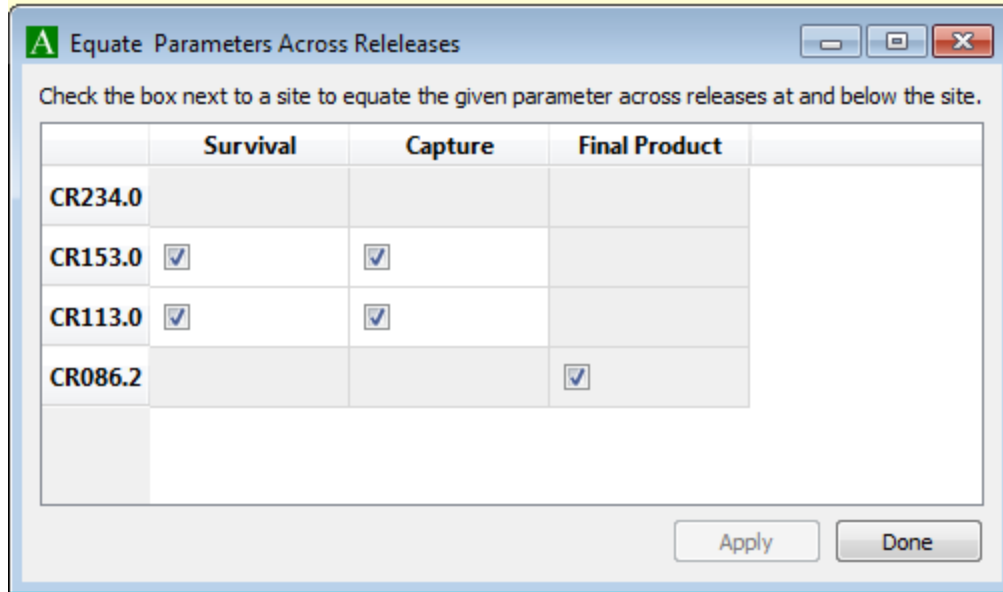 A Equate Parameters Across Releleases
Check the box next to a site to equate the given parameter across releases at and below the site.
Survival Capture Final Product
CR234.0
CR153.0
CR113.0
CR086.2
Apply Done